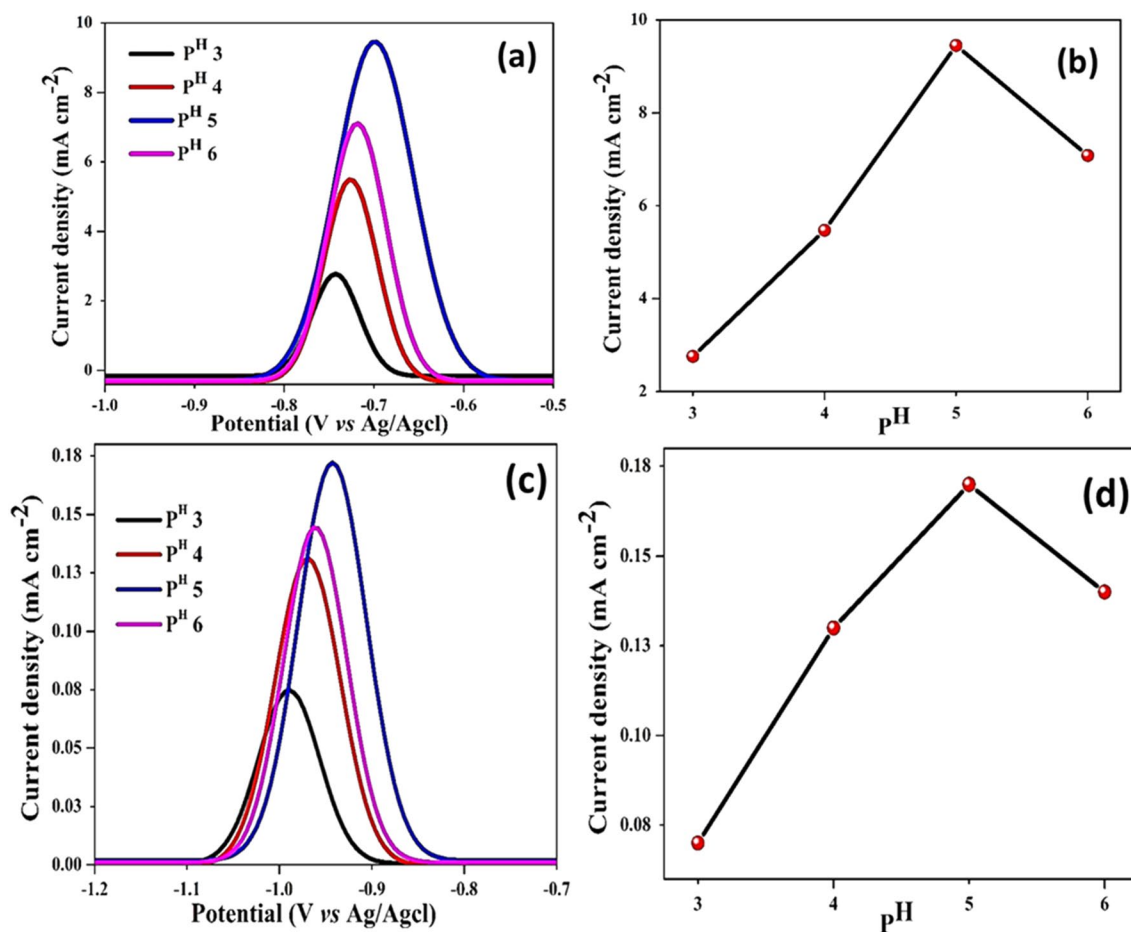 (a)
P^H 3
P^H 4
P^H 5
P^H 6
10
8
6
4
2
0
Current density (mA cm⁻²)
-1.0 -0.9 -0.8 -0.7 -0.6 -0.5
Potential (V vs Ag/Agcl)
(b)
10
8
6
4
2
Current density (mA cm⁻²)
3 4 5 6
P^H
(c)
P^H 3
P^H 4
P^H 5
P^H 6
0.18
0.15
0.13
0.10
0.08
0.05
0.03
0.00
Current density (mA cm⁻²)
-1.2 -1.1 -1.0 -0.9 -0.8 -0.7
Potential (V vs Ag/Agcl)
(d)
0.18
0.15
0.13
0.10
0.08
Current density (mA cm⁻²)
3 4 5 6
P^H